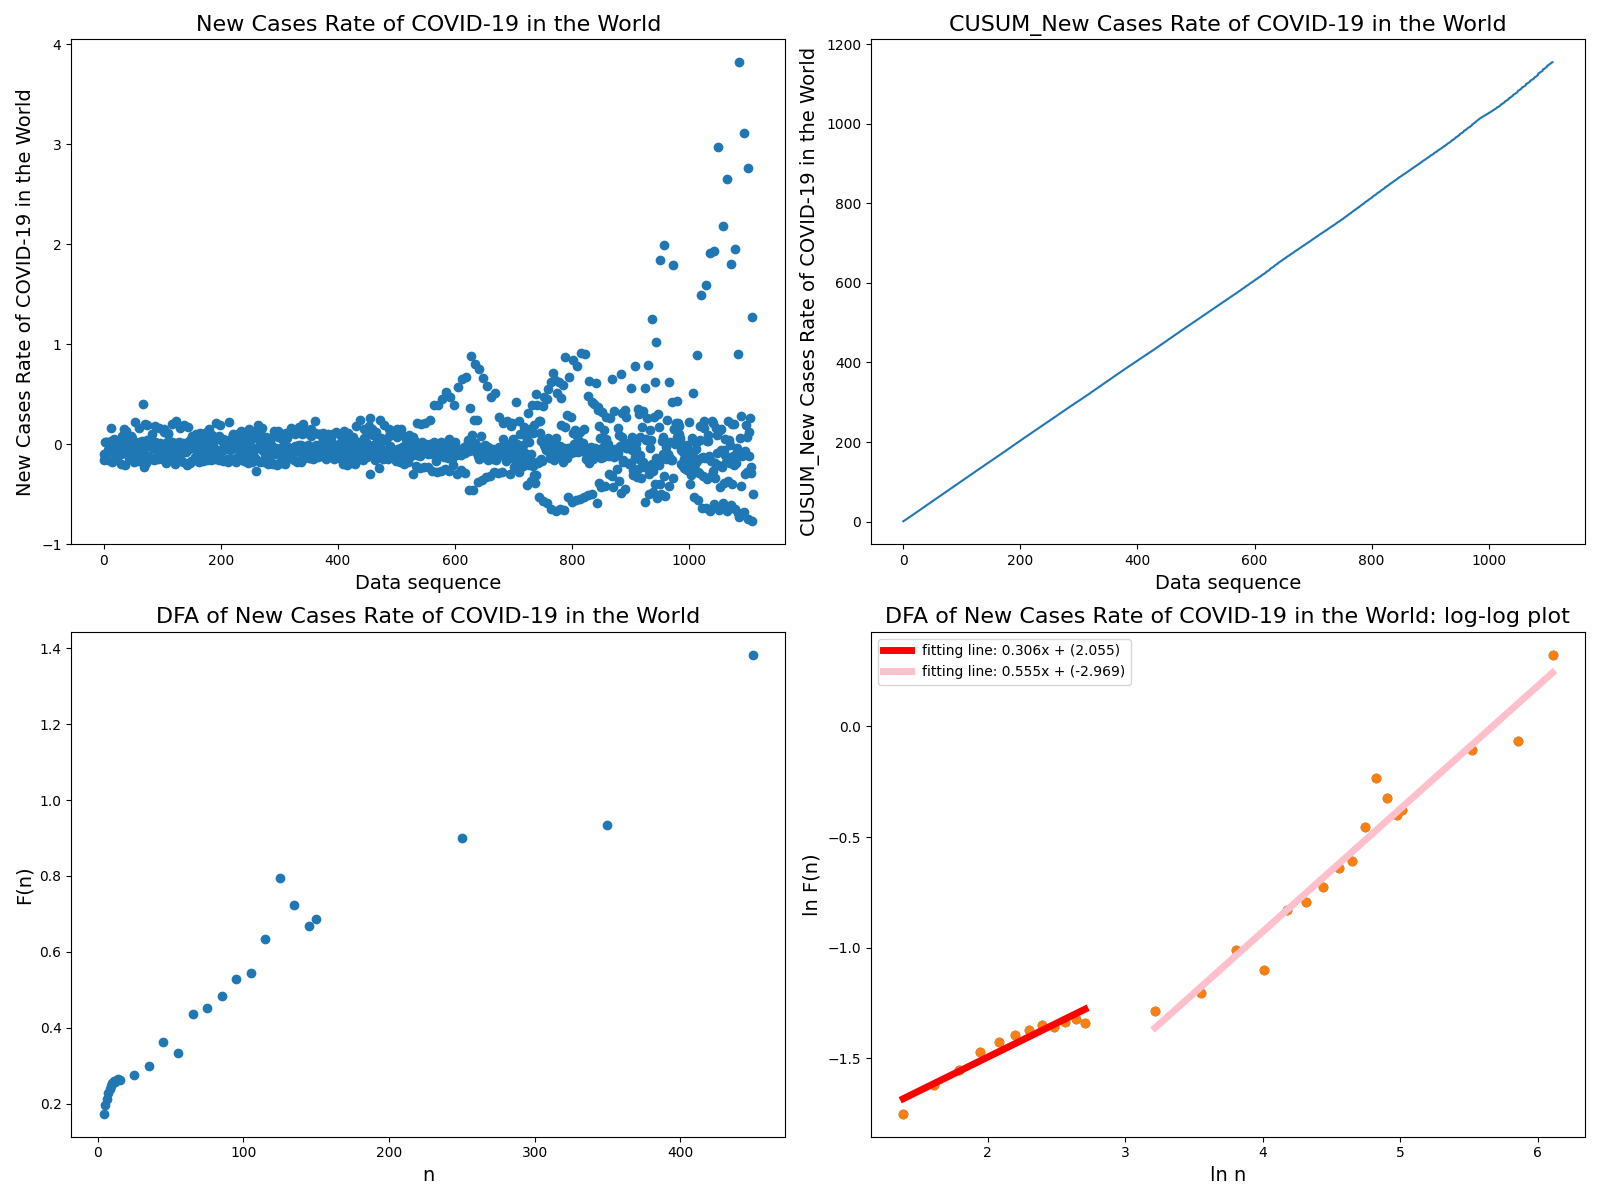 New Cases Rate of COVID-19 in the World
New Cases Rate of COVID-19 in the World
4
3
2
1
0
−1
0 200 400 600 800 1000
Data sequence
CUSUM_New Cases Rate of COVID-19 in the World
CUSUM_New Cases Rate of COVID-19 in the World
1200
1000
800
600
400
200
0
0 200 400 600 800 1000
Data sequence
DFA of New Cases Rate of COVID-19 in the World
F(n)
1.4
1.2
1.0
0.8
0.6
0.4
0.2
0 100 200 300 400
n
DFA of New Cases Rate of COVID-19 in the World: log-log plot
fitting line: 0.306x + (2.055)
fitting line: 0.555x + (-2.969)
ln F(n)
0.0
−0.5
−1.0
−1.5
2 3 4 5 6
ln n